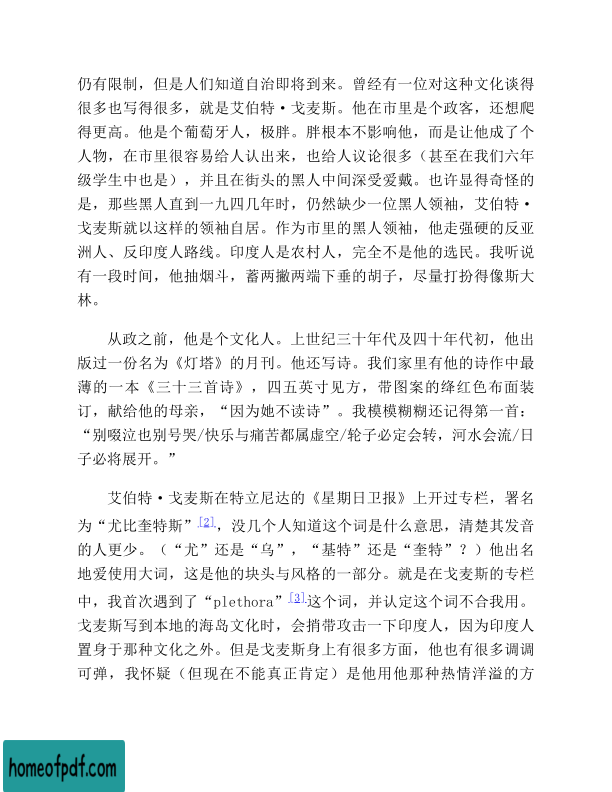 仍有限制，但是人们知道自治即将到来。曾经有一位对这种文化谈得
很多也写得很多，就是艾伯特·戈麦斯。他在市里是个政客，还想爬
得更高。他是个葡萄牙人，极胖。胖根本不影响他，而是让他成了个
人物，在市里很容易给人认出来，也给人议论很多（甚至在我们六年
级学生中也是），并且在街头的黑人中间深受爱戴。也许显得奇怪的
是，那些黑人直到一九四几年时，仍然缺少一位黑人领袖，艾伯特·
戈麦斯就以这样的领袖自居。作为市里的黑人领袖，他走强硬的反亚
洲人、反印度人路线。印度人是农村人，完全不是他的选民。我听说
有一段时间，他抽烟斗，蓄两撇两端下垂的胡子，尽量打扮得像斯大
林。
从政之前，他是个文化人。上世纪三十年代及四十年代初，他出
版过一份名为《灯塔》的月刊。他还写诗。我们家里有他的诗作中最
薄的一本《三十三首诗》，四五英寸见方，带图案的绛红色布面装
订，献给他的母亲，“因为她不读诗”。我模模糊糊还记得第一首：
“别啜泣也别号哭/快乐与痛苦都属虚空/轮子必定会转，河水会流/日
子必将展开。”
艾伯特·戈麦斯在特立尼达的《星期日卫报》上开过专栏，署名
为“尤比奎特斯”[2]，没几个人知道这个词是什么意思，清楚其发音
的人更少。（“尤”还是“乌”，“基特”还是“奎特”？）他出名
地爱使用大词，这是他的块头与风格的一部分。就是在戈麦斯的专栏
中，我首次遇到了“plethora”[3]这个词，并认定这个词不合我用。
戈麦斯写到本地的海岛文化时，会捎带攻击一下印度人，因为印度人
置身于那种文化之外。但是戈麦斯身上有很多方面，他也有很多调调
可弹，我怀疑（但现在不能真正肯定）是他用他那种热情洋溢的方
homeofpdf.com